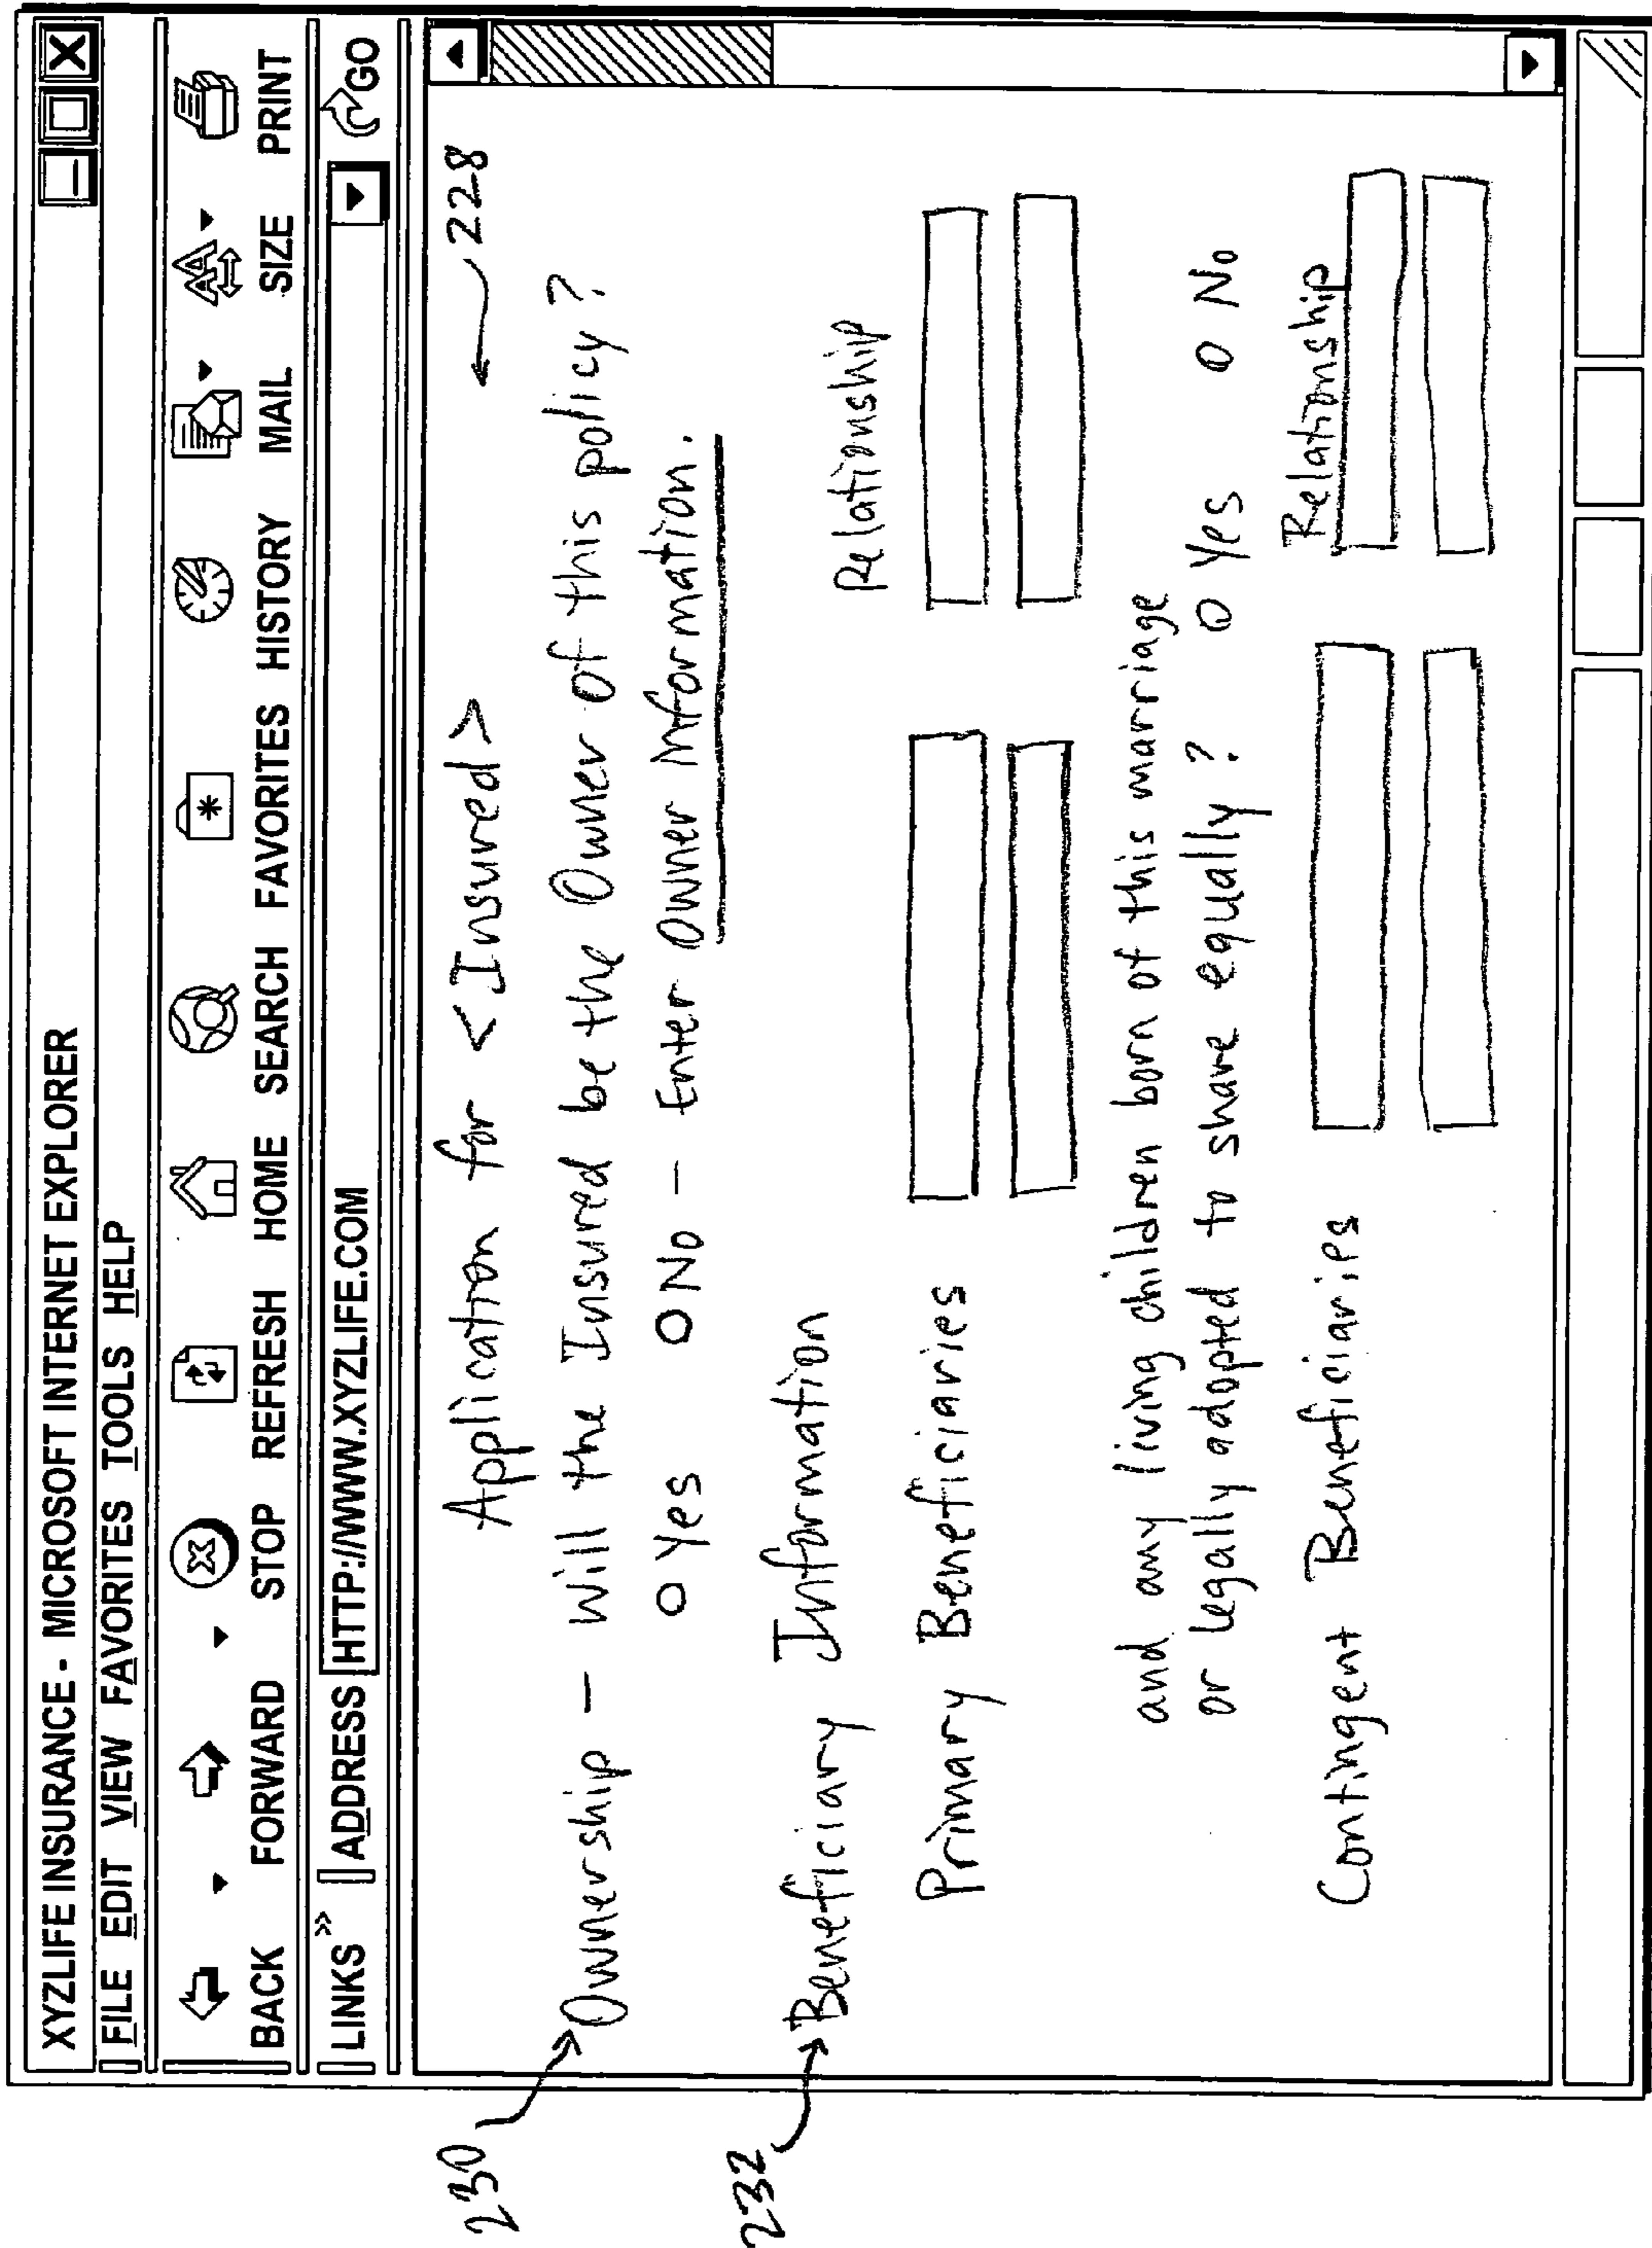 XYZLIFE INSURANCE - MICROSOFT INTERNET EXPLORER
FILE EDIT VIEW FAVORITES TOOLS HELP
BACK FORWARD STOP REFRESH HOME SEARCH FAVORITES HISTORY MAIL SIZE PRINT
LINKS » ADDRESS HTTP://WWW.XYZLIFE.COM GO
Application for <Insured> 228
230 Ownership - Will the Insured be the Owner of this policy?
O Yes O No - Enter Owner Information.
232 Beneficiary Information
Relationship
Primary Beneficiaries
and any living children born of this marriage
or legally adopted to share equally? O Yes O No
Relationship
Contingent Beneficiaries